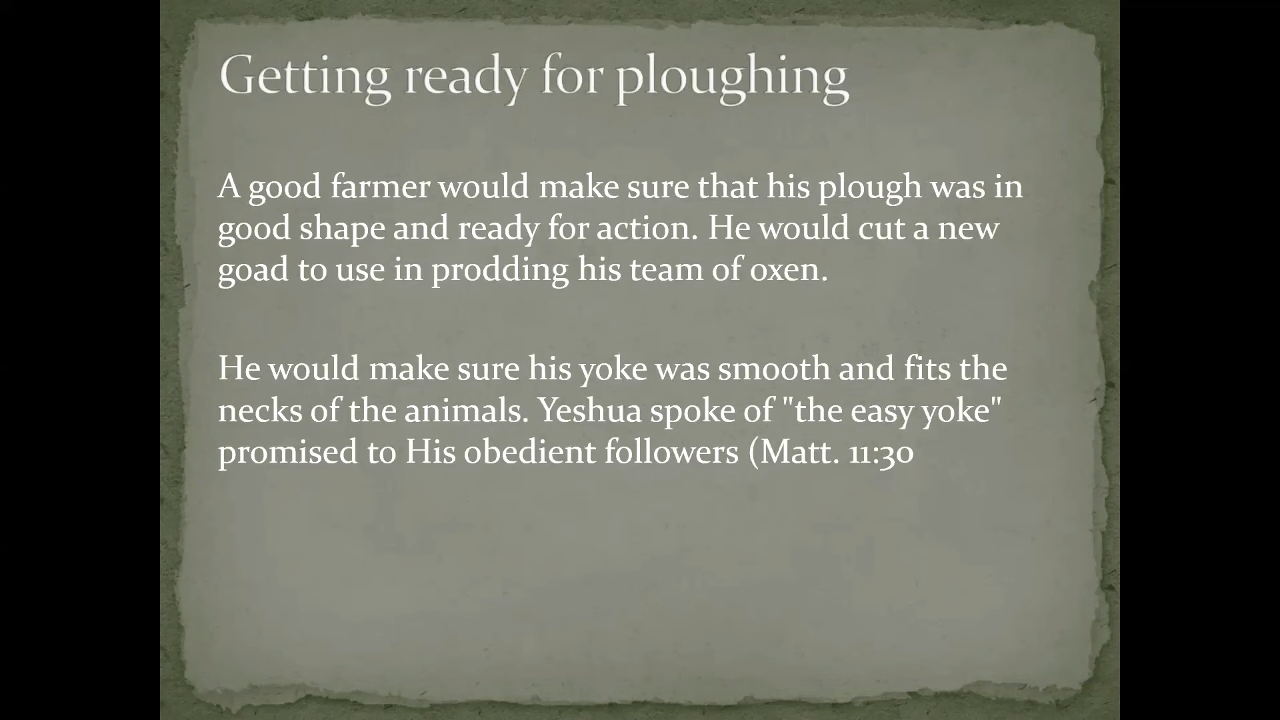 Getting ready for ploughing
A good farmer would make sure that his plough was in
good shape and ready for action. He would cut a new
goad to use in prodding his team of oxen.
He would make sure his yoke was smooth and fits the
necks of the animals. Yeshua spoke of "the easy yoke"
promised to His obedient followers (Matt. 11:30